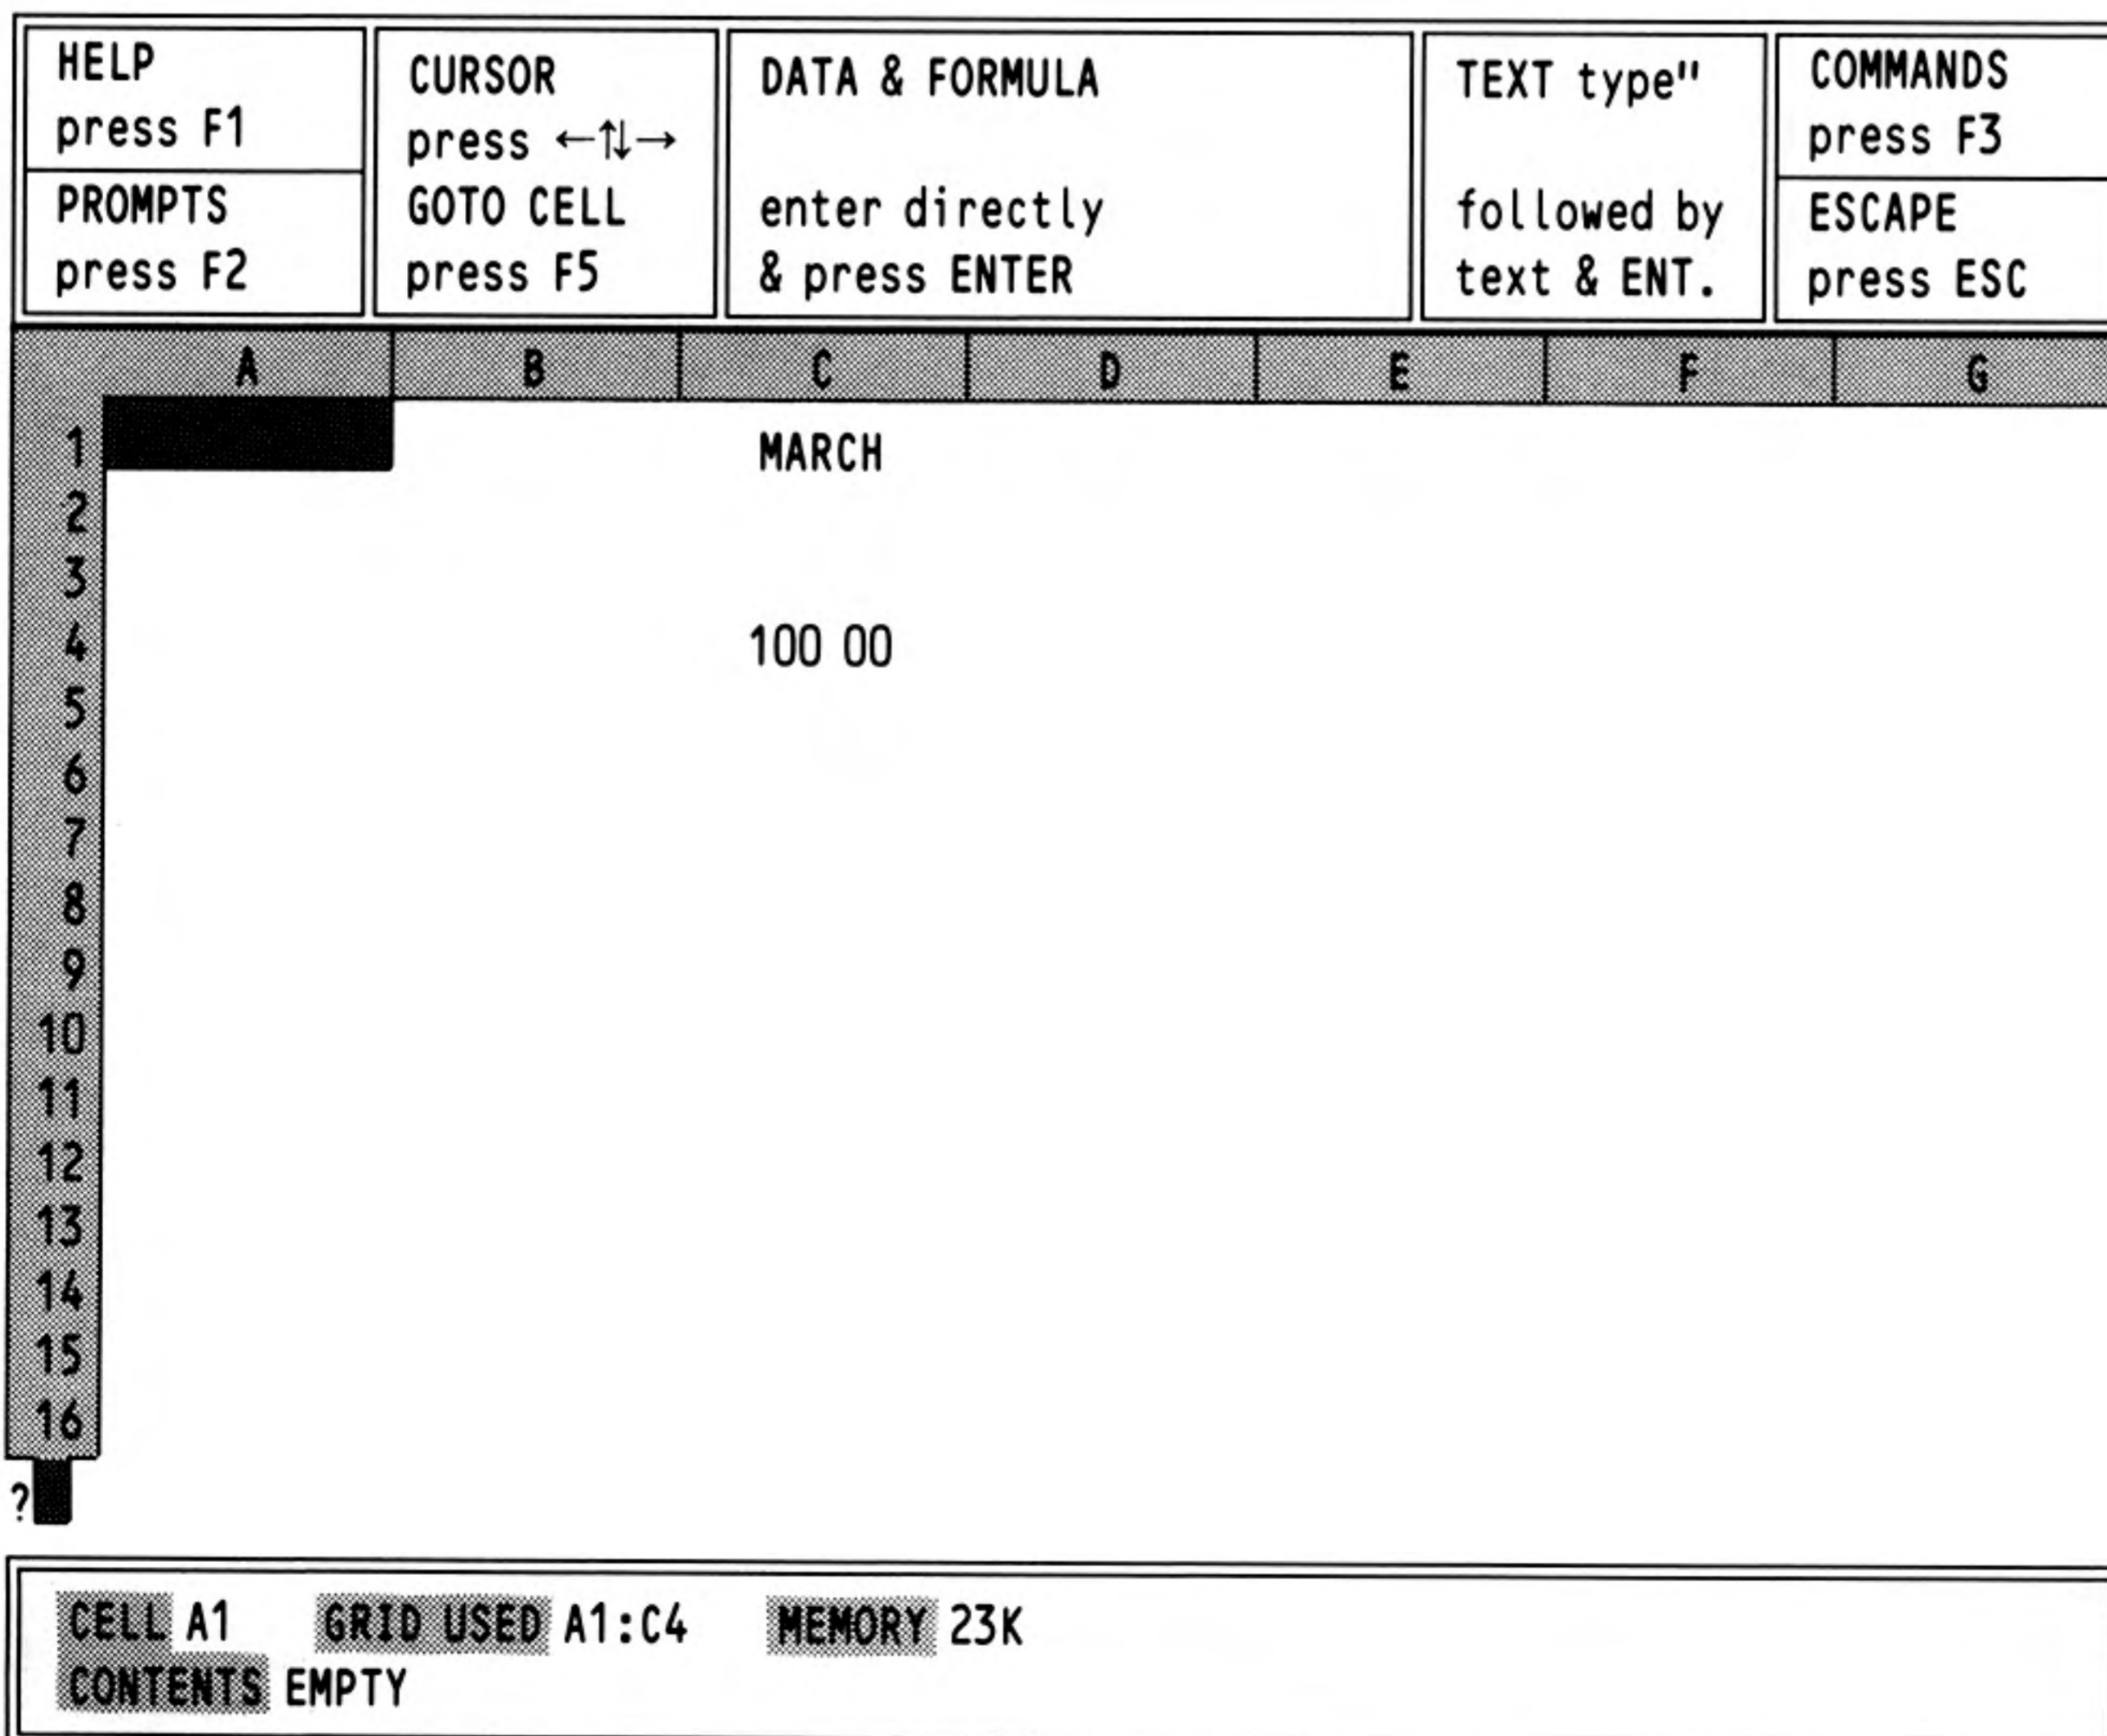 HELP
press F1
PROMPTS
press F2
CURSOR
press ←↑↓→
GOTO CELL
press F5
DATA & FORMULA
enter directly
& press ENTER
TEXT type"
followed by
text & ENT.
COMMANDS
press F3
ESCAPE
press ESC
A B C D E F G
1 MARCH
2
3
4 100 00
5
6
7
8
9
10
11
12
13
14
15
16
?
CELL A1 GRID USED A1:C4 MEMORY 23K
CONTENTS EMPTY